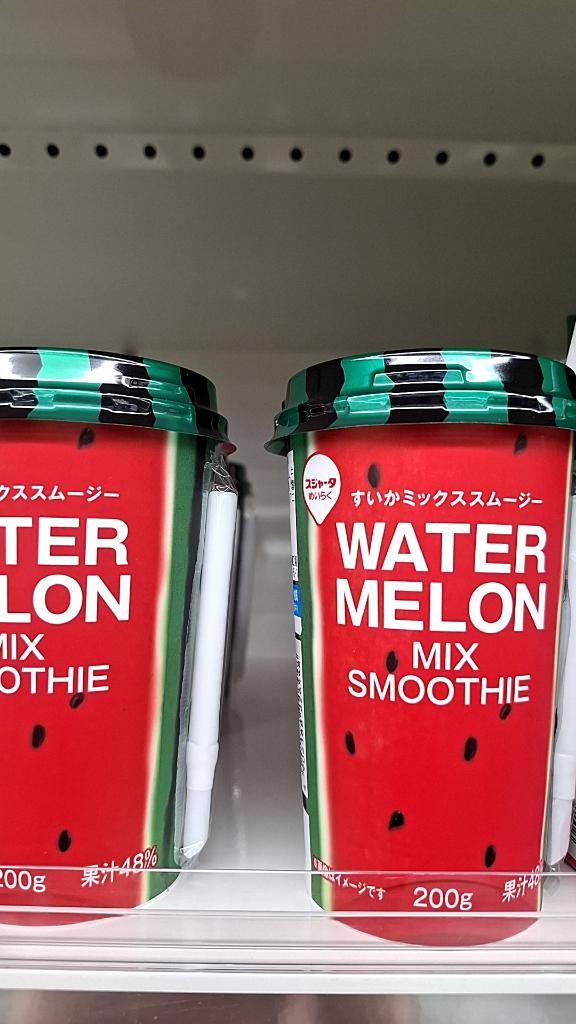 クススムージー
TER
LON
MIX
OTHIE
200g
果汁48%
スジャータ
めいらく
すいかミックススムージー
WATER
MELON
MIX
SMOOTHIE
イメージです
200g
果汁48